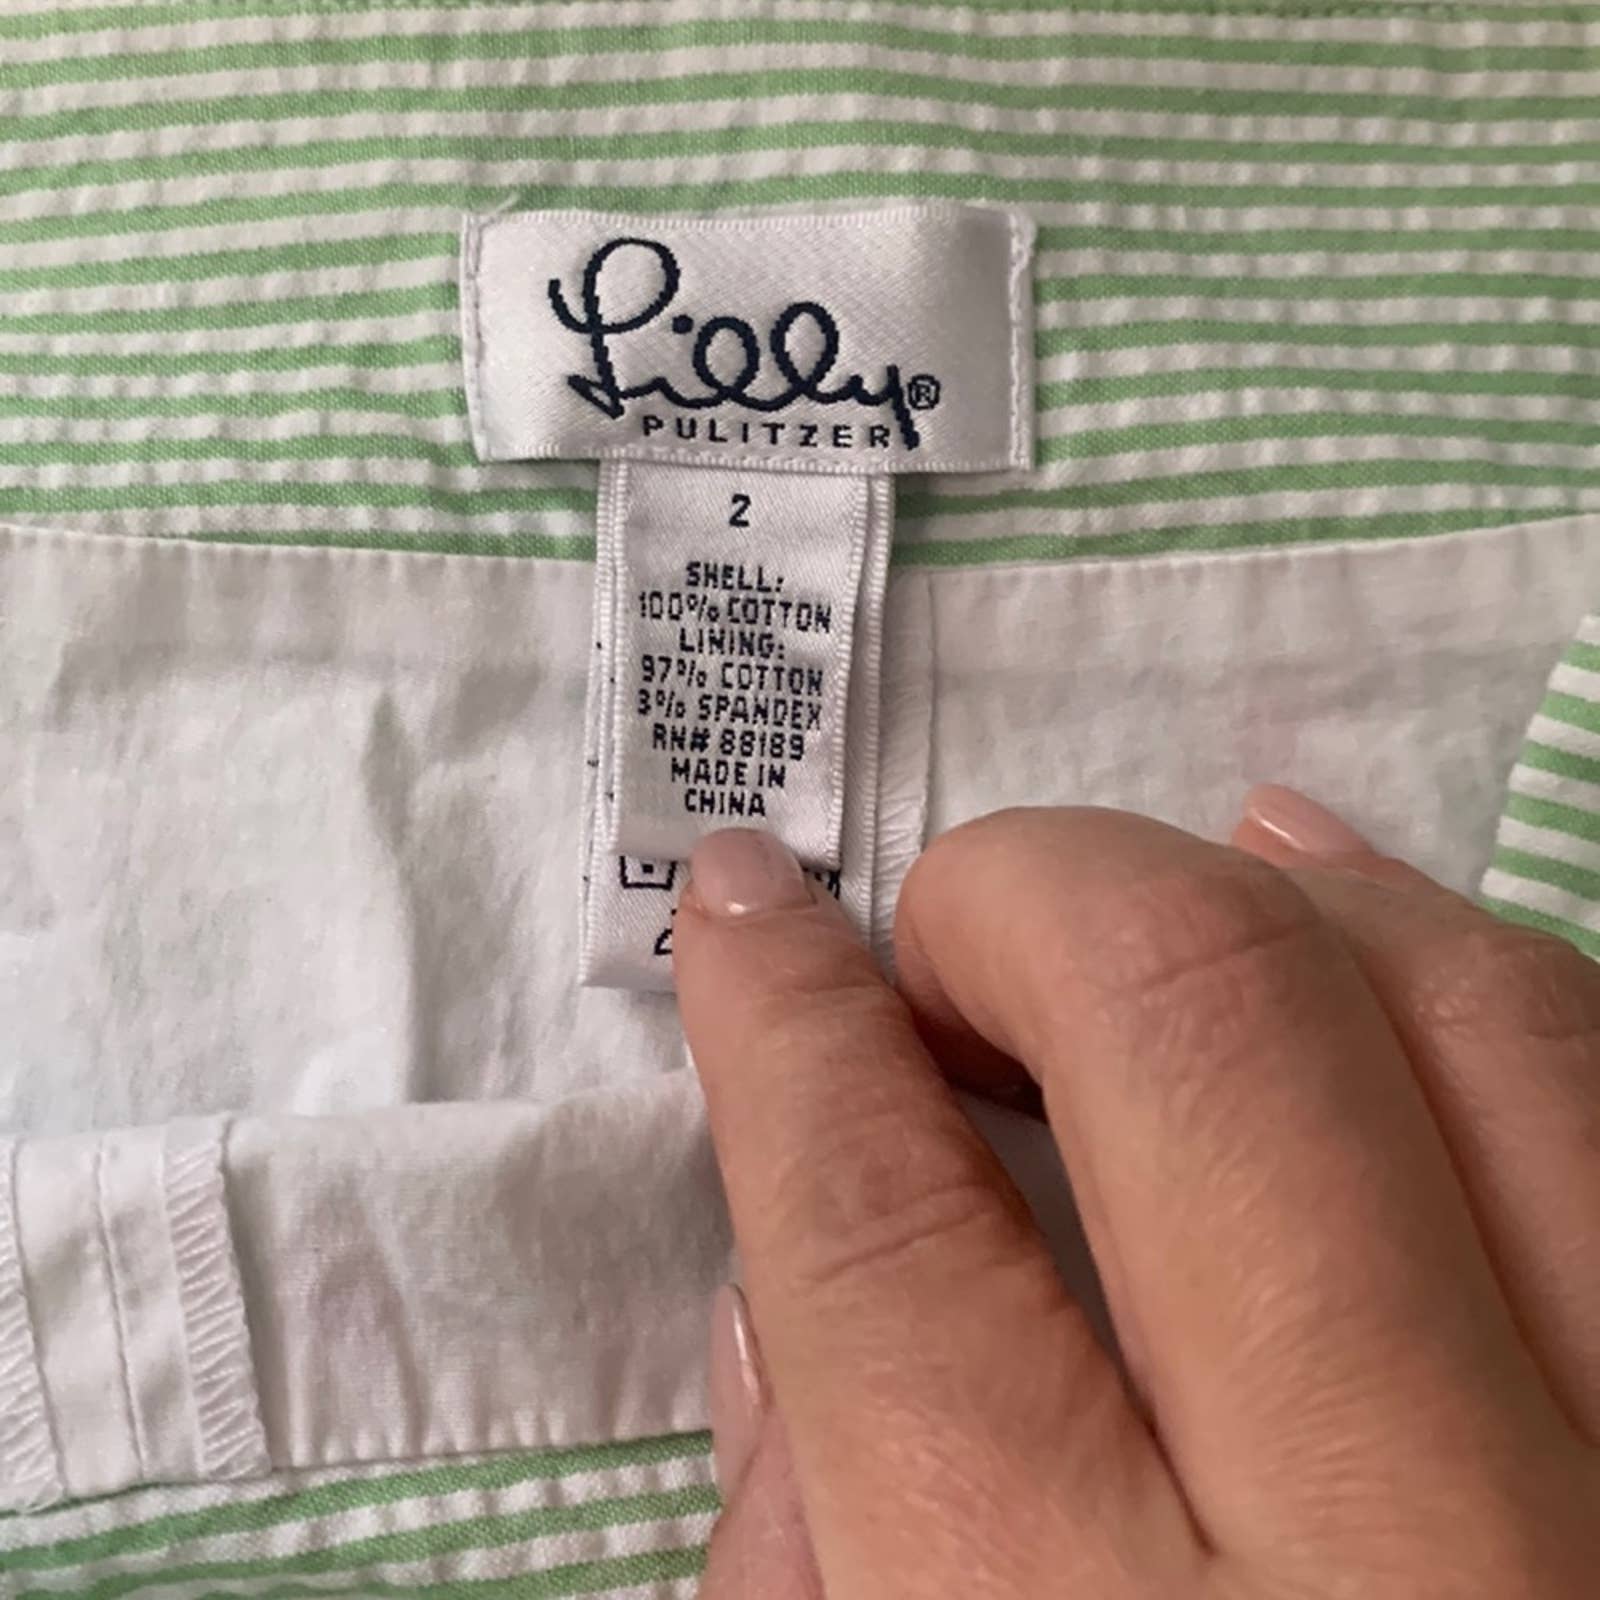 Lilly®
PULITZER
2
SHELL:
100% COTTON
LINING:
97% COTTON
3% SPANDEX
RN# 88189
MADE IN
CHINA